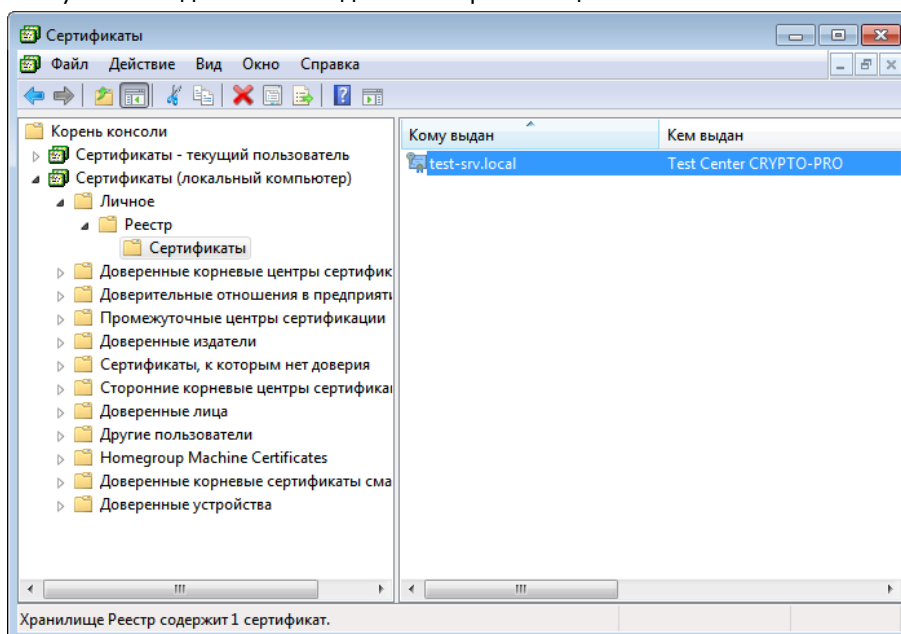 Сертификаты
Файл Действие Вид Окно Справка
Корень консоли
Сертификаты - текущий пользователь
Сертификаты (локальный компьютер)
Личное
Реестр
Сертификаты
Доверенные корневые центры сертифик
Доверительные отношения в предприяти
Промежуточные центры сертификации
Доверенные издатели
Сертификаты, к которым нет доверия
Сторонние корневые центры сертифика
Доверенные лица
Другие пользователи
Homegroup Machine Certificates
Доверенные корневые сертификаты сма
Доверенные устройства
Кому выдан Кем выдан
test-srv.local Test Center CRYPTO-PRO
Хранилище Реестр содержит 1 сертификат.